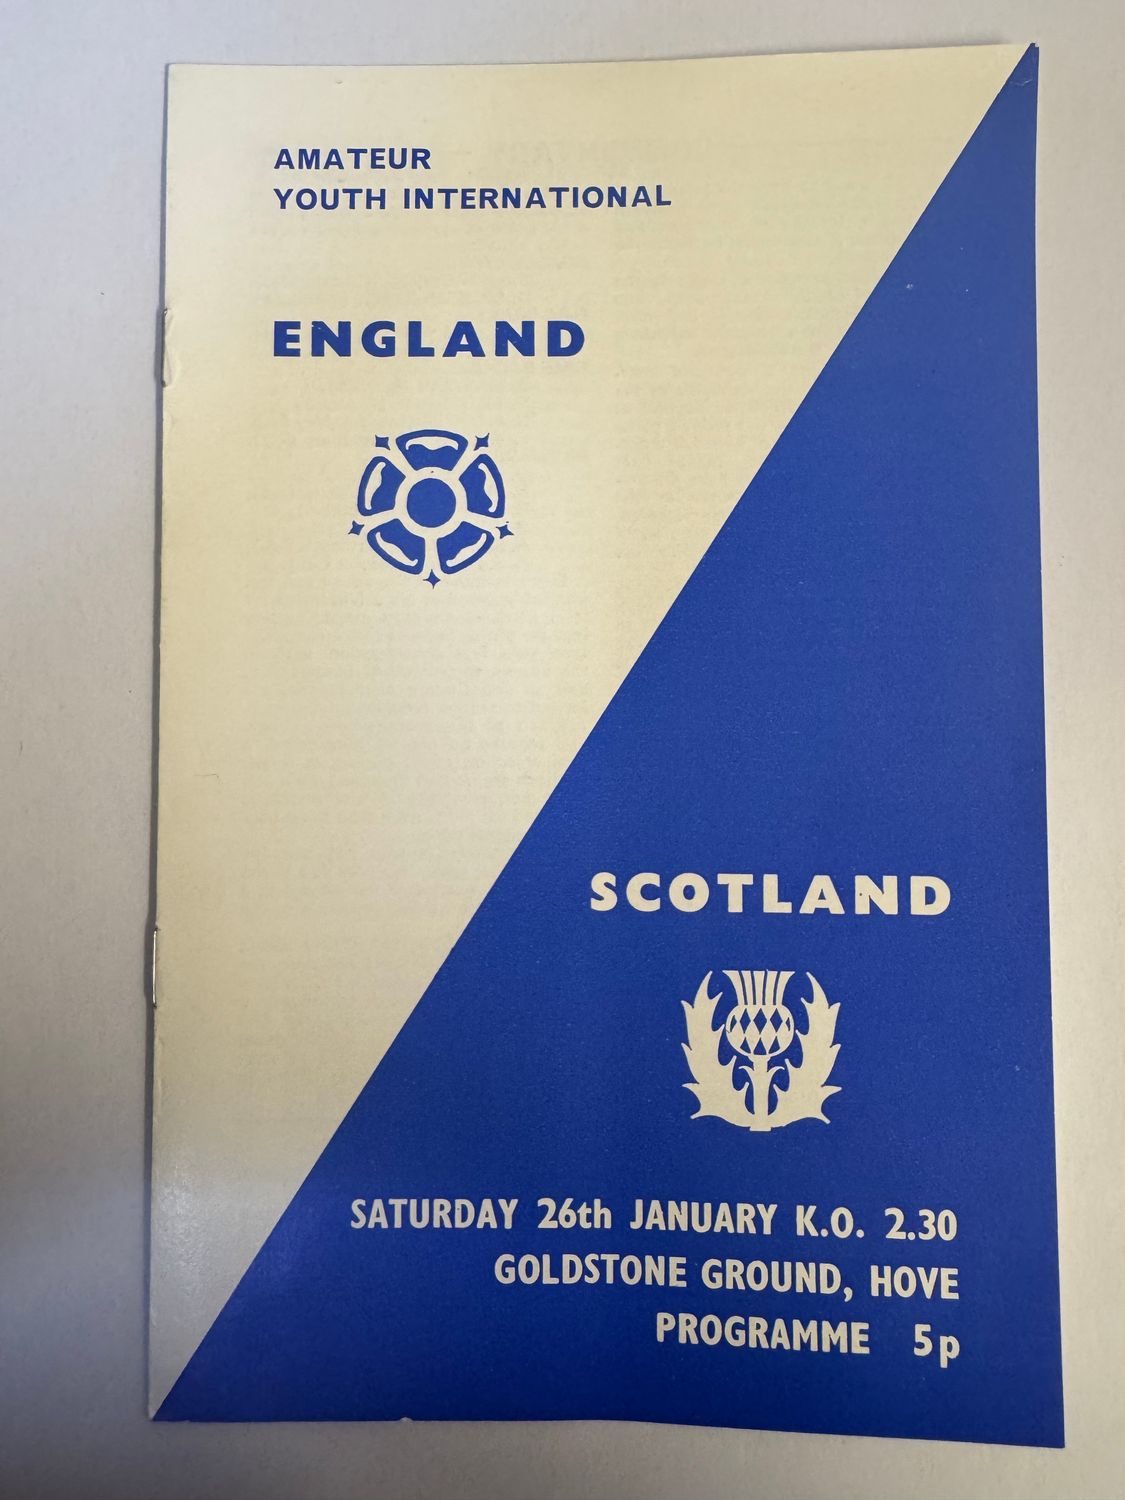 AMATEUR
YOUTH INTERNATIONAL
ENGLAND
SCOTLAND
SATURDAY 26th JANUARY K.O. 2.30
GOLDSTONE GROUND, HOVE
PROGRAMME 5p